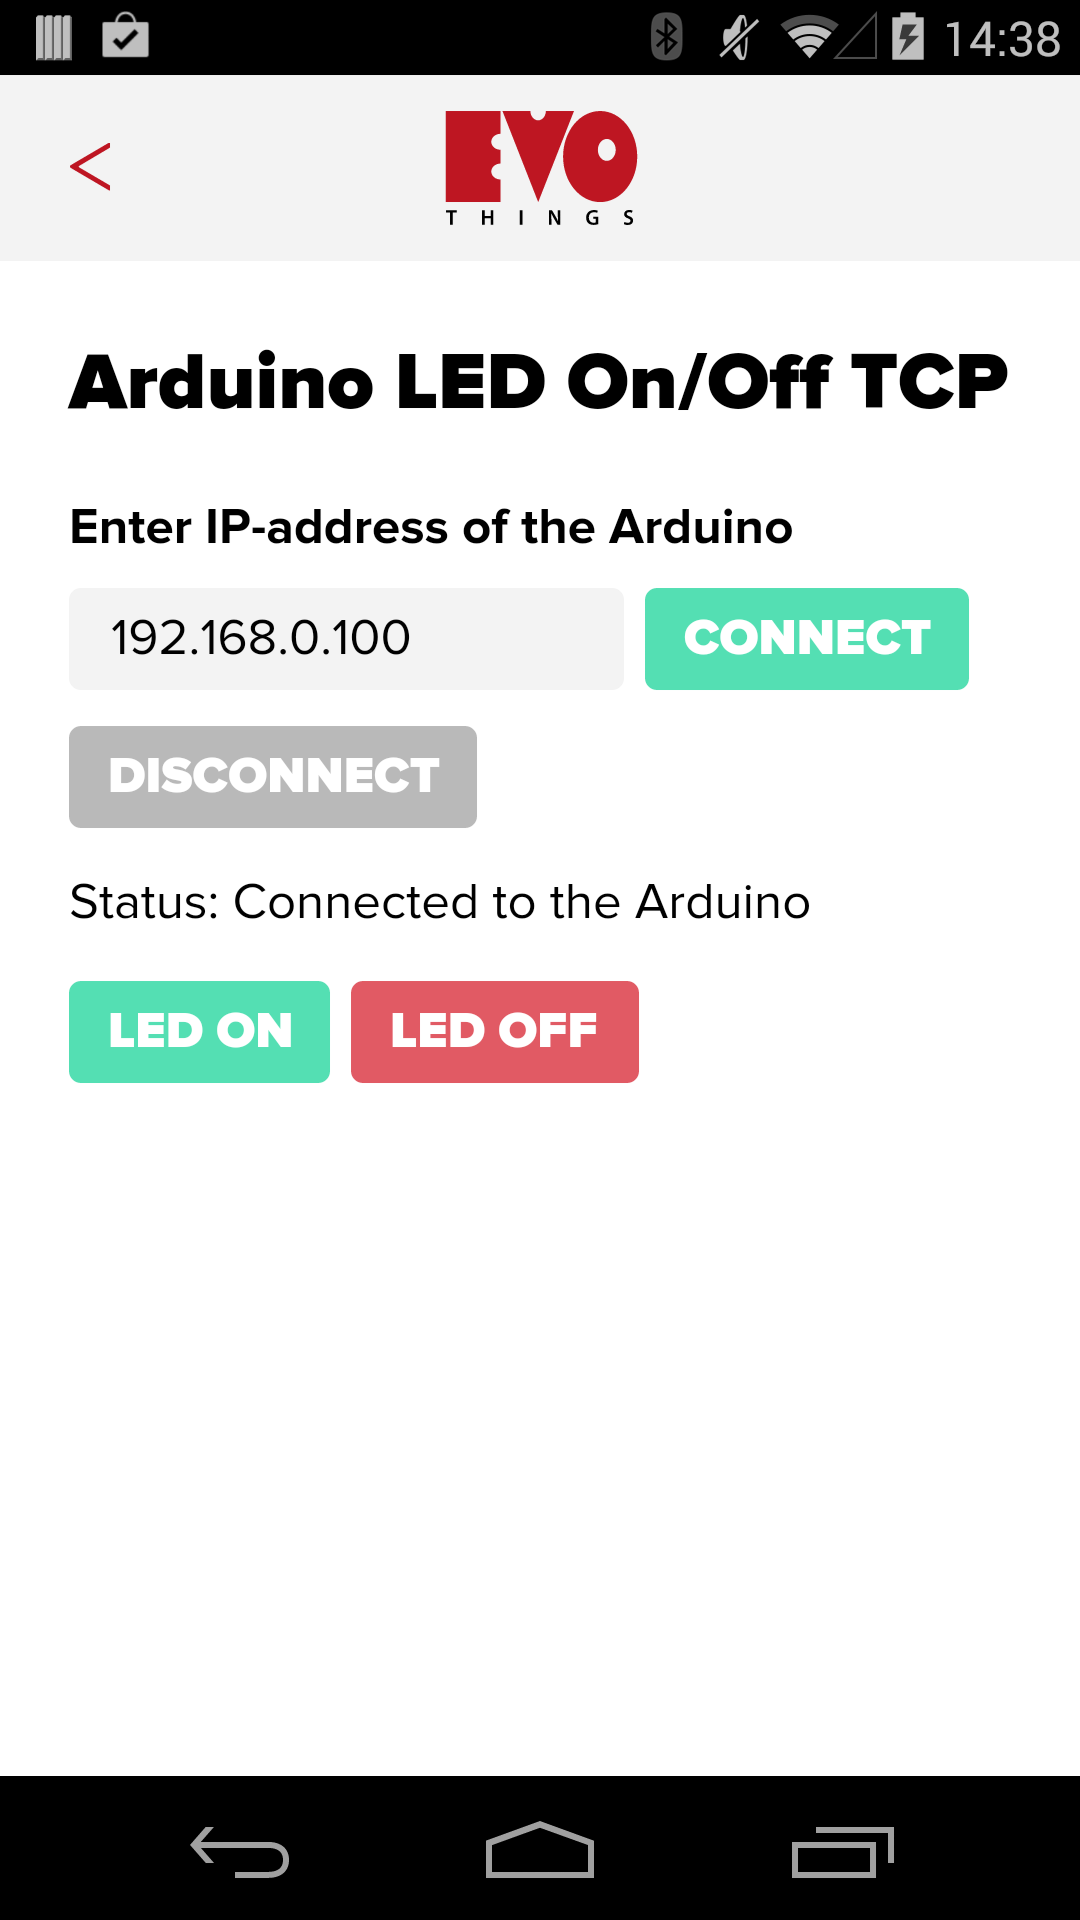 14:38
<
EVO
THINGS
Arduino LED On/Off TCP
Enter IP-address of the Arduino
192.168.0.100 CONNECT
DISCONNECT
Status: Connected to the Arduino
LED ON LED OFF